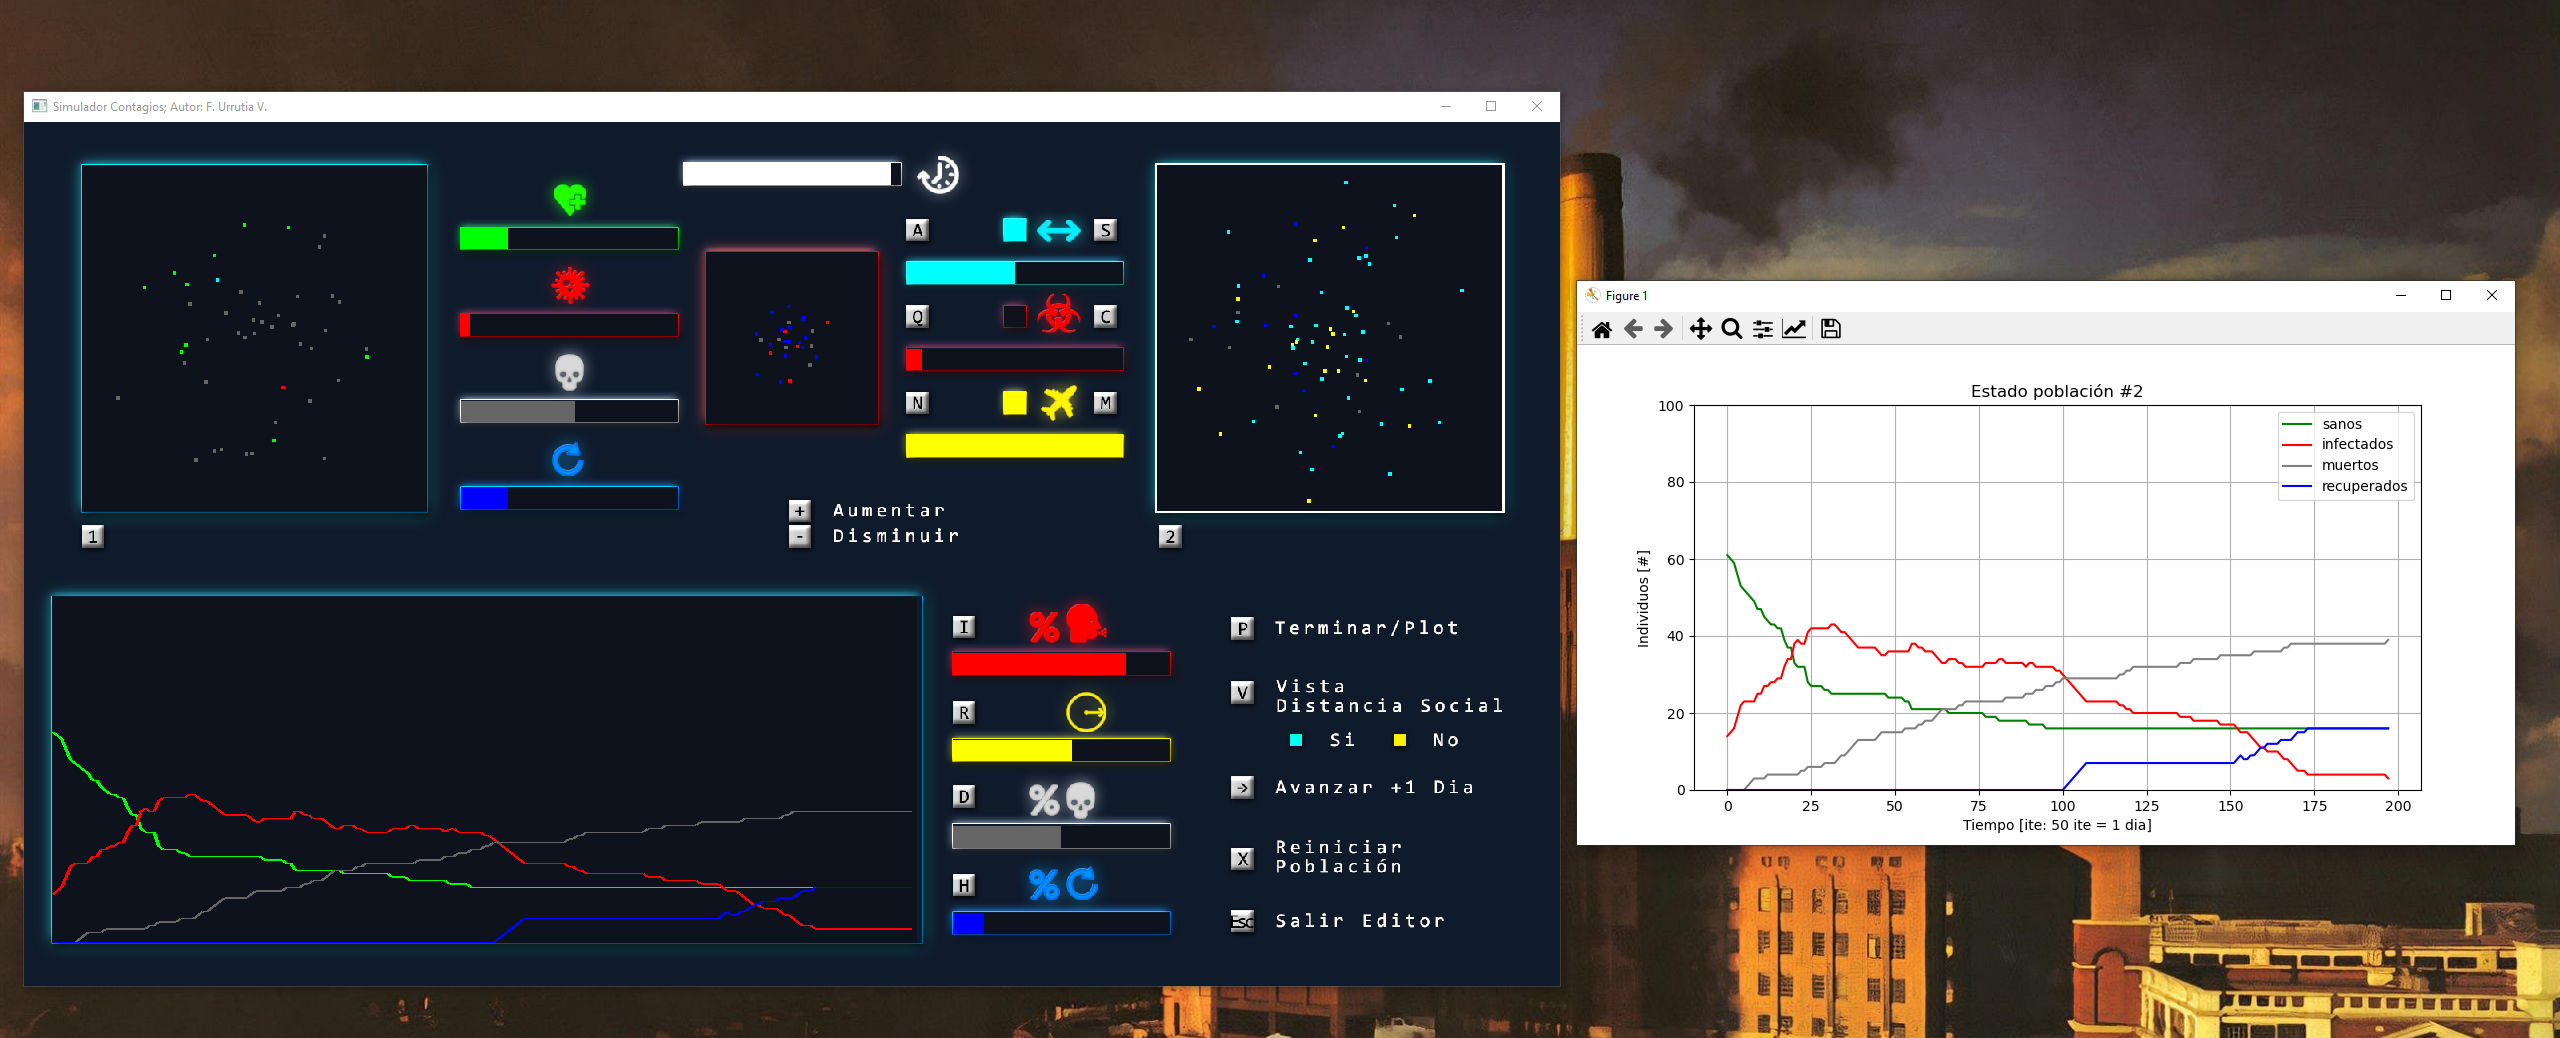 Simulador Contagios; Autor: F. Urrutia V.
A
S
Q
C
N
M
+ Aumentar
- Disminuir
1
2
I %
R
D %
H %
P Terminar/Plot
V Vista
Distancia Social
Si No
→ Avanzar +1 Dia
X Reiniciar
Población
Esc Salir Editor
Figure 1
Estado población #2
100
80
60
40
20
0
Individuos [#]
sanos
infectados
muertos
recuperados
0 25 50 75 100 125 150 175 200
Tiempo [ite: 50 ite = 1 dia]